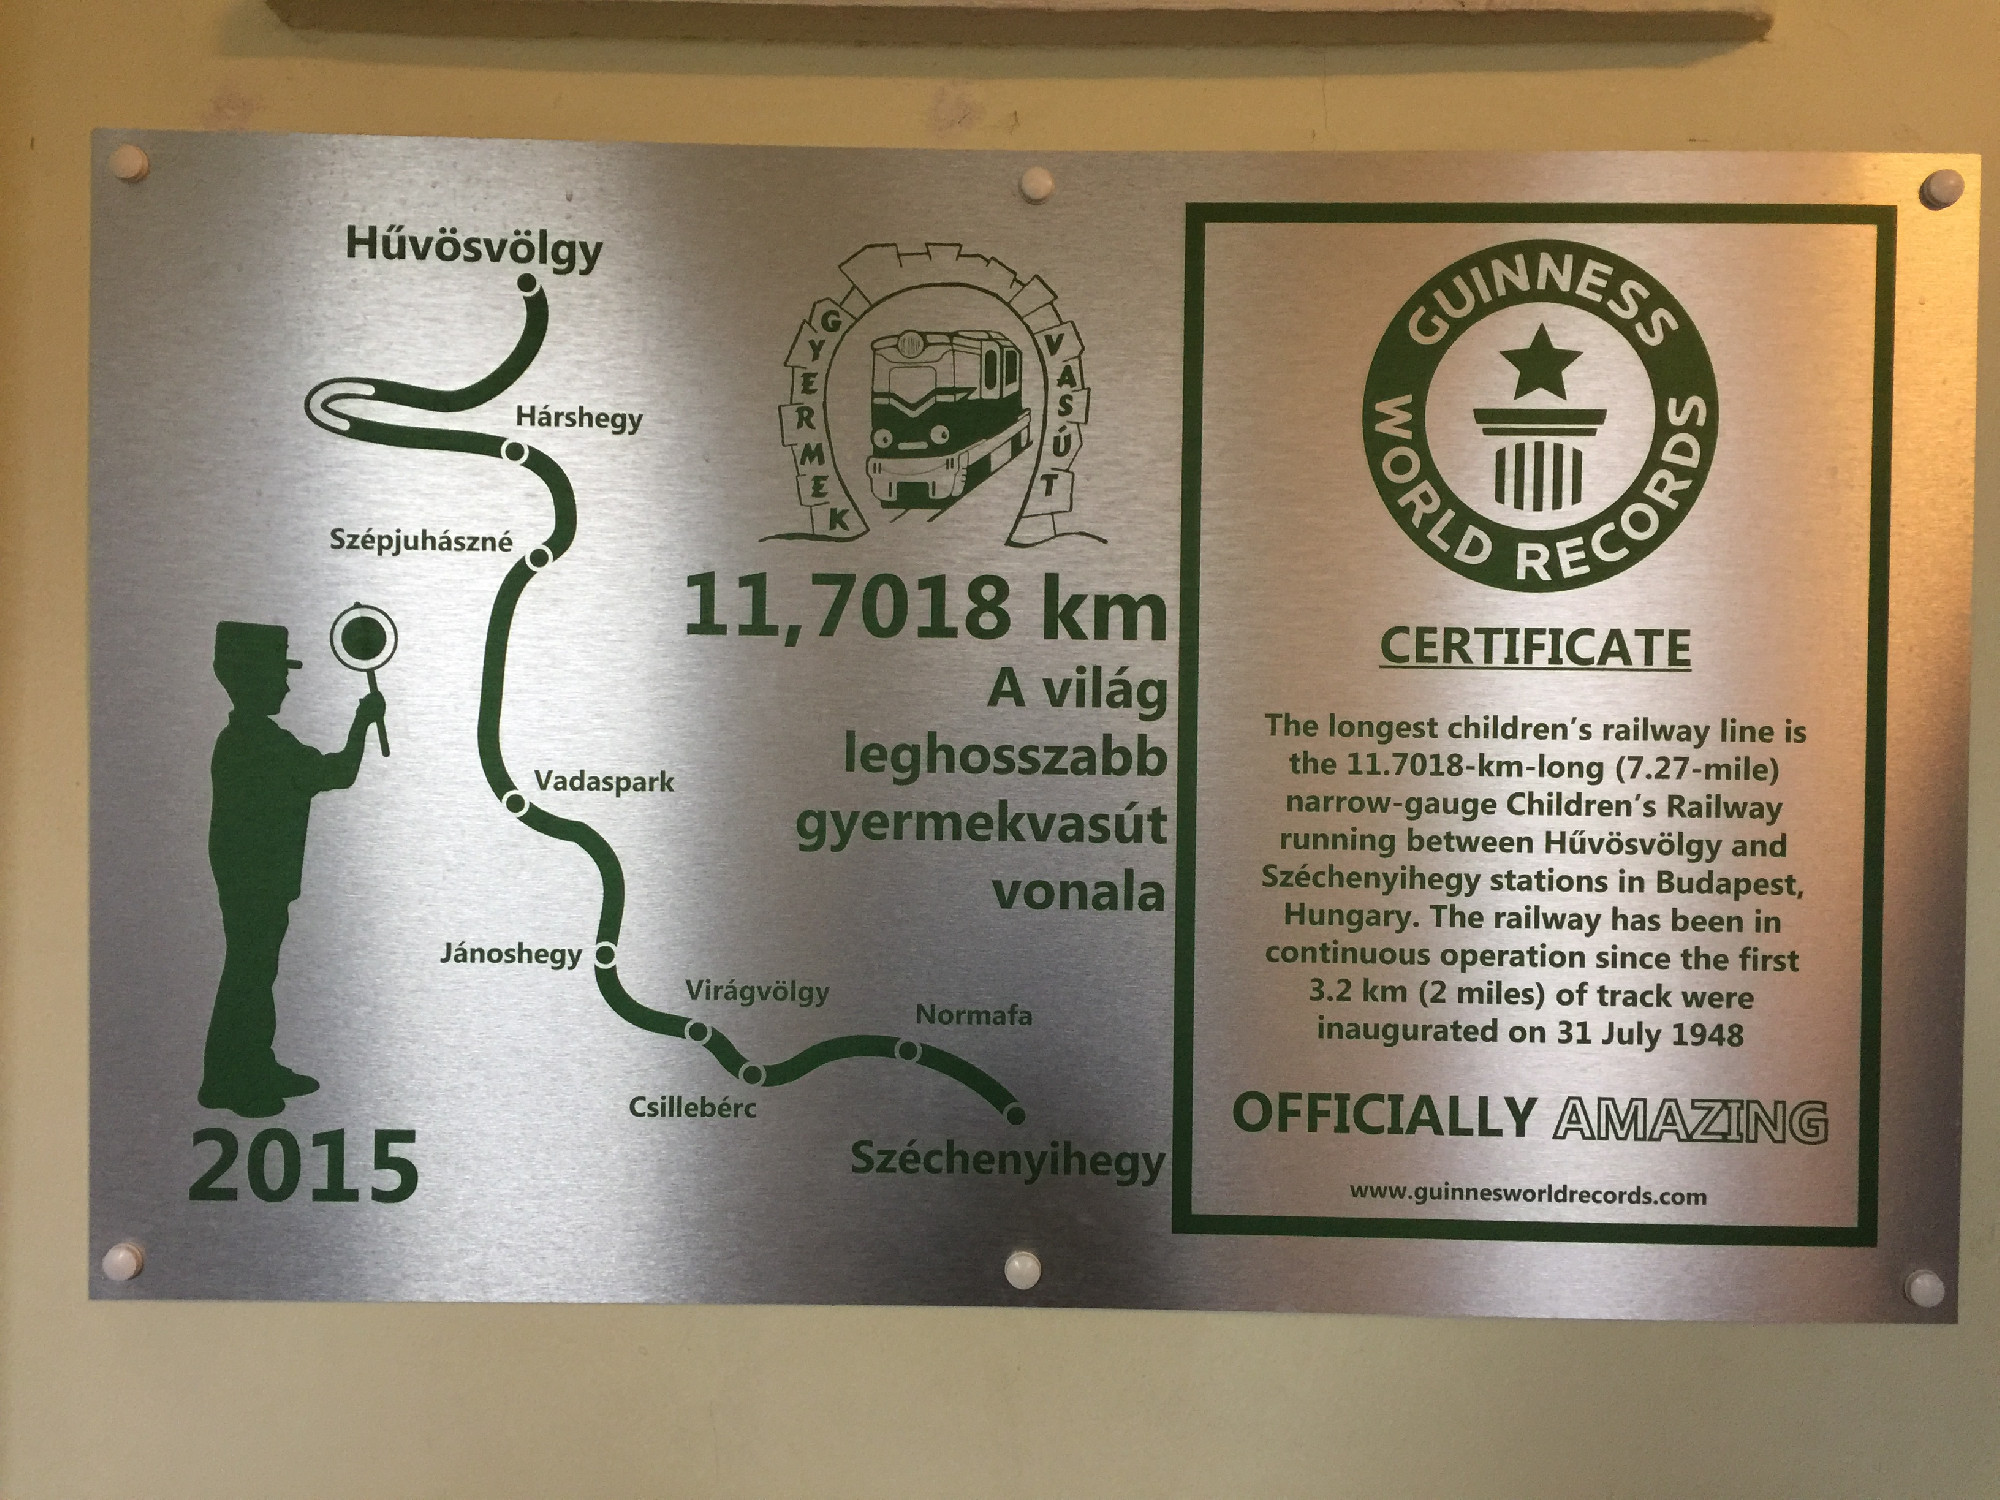 Hűvösvölgy
Hárshegy
Szépjuhászné
Vadaspark
Jánoshegy
Virágvölgy
Csillebérc
Normafa
Széchenyihegy
2015
GYERMEK
VASÚT
11,7018 km
A világ
leghosszabb
gyermekvasút
vonala
GUINNESS
WORLD RECORDS
CERTIFICATE
The longest children's railway line is
the 11.7018-km-long (7.27-mile)
narrow-gauge Children's Railway
running between Hűvösvölgy and
Széchenyihegy stations in Budapest,
Hungary. The railway has been in
continuous operation since the first
3.2 km (2 miles) of track were
inaugurated on 31 July 1948
OFFICIALLY AMAZING
www.guinnesworldrecords.com